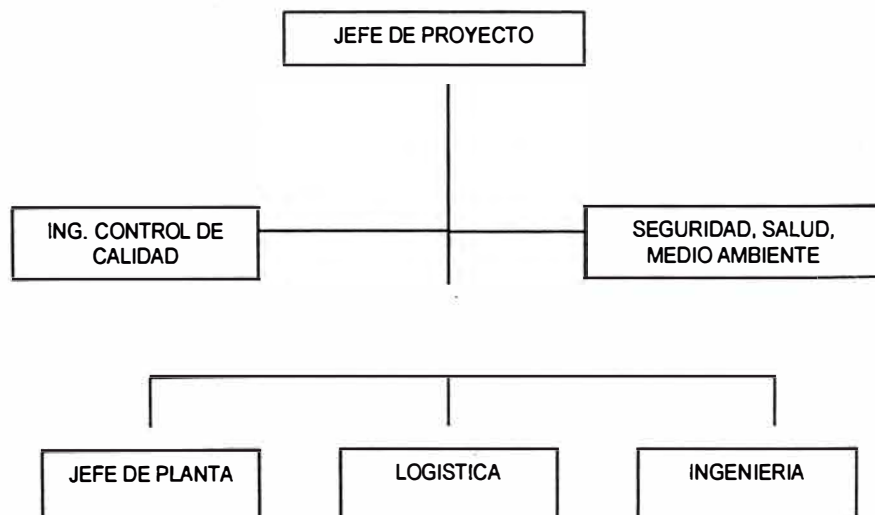 JEFE DE PROYECTO
ING. CONTROL DE
CALIDAD
SEGURIDAD, SALUD,
MEDIO AMBIENTE
JEFE DE PLANTA
LOGISTICA
INGENIERIA